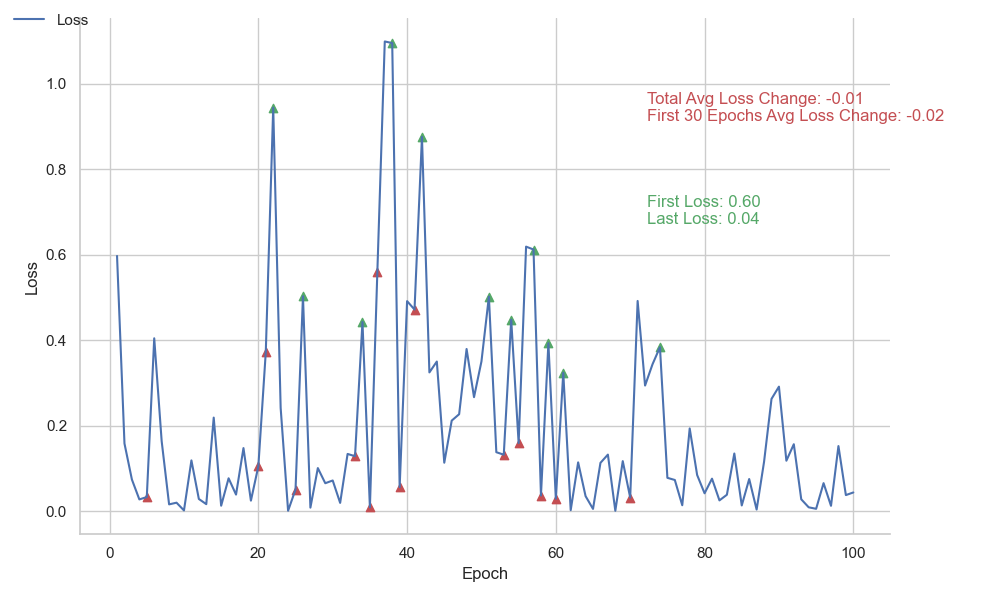 Loss
1.0
0.8
0.6
0.4
0.2
0.0
Loss
Total Avg Loss Change: -0.01
First 30 Epochs Avg Loss Change: -0.02
First Loss: 0.60
Last Loss: 0.04
0 20 40 60 80 100
Epoch